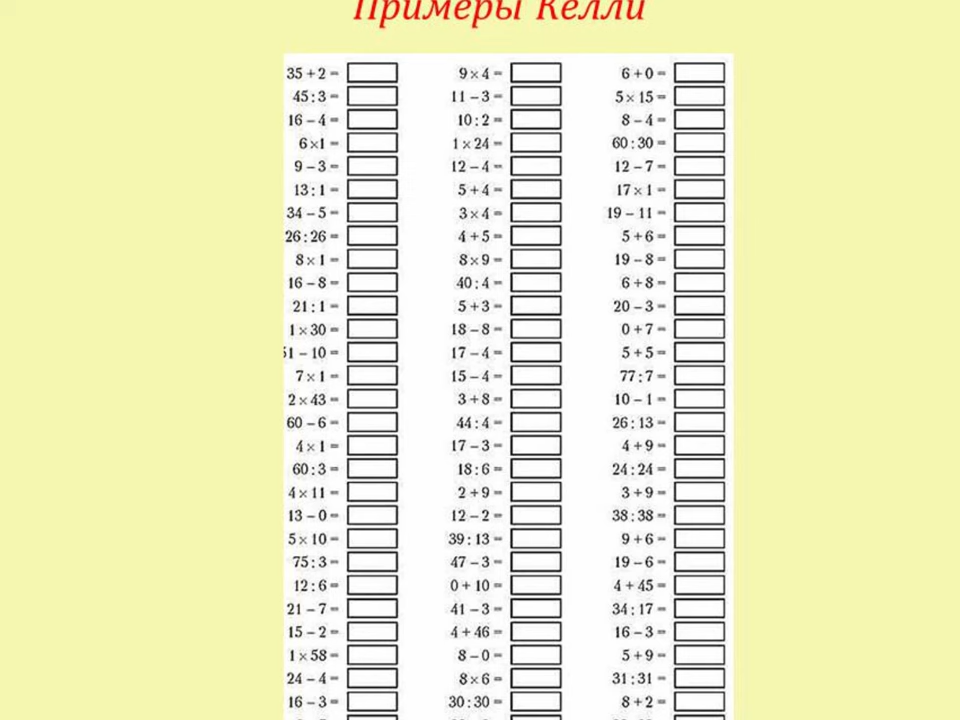 Примеры Келли
35 + 2 = 9 × 4 = 6 + 0 =
45 : 3 = 11 – 3 = 5 × 15 =
16 – 4 = 10 : 2 = 8 – 4 =
6 ×1 = 1 × 24 = 60 : 30 =
9 – 3 = 12 – 4 = 12 – 7 =
13 : 1 = 5 + 4 = 17 × 1 =
34 – 5 = 3 × 4 = 19 – 11 =
26 : 26 = 4 + 5 = 5 + 6 =
8 × 1 = 8 × 9 = 19 – 8 =
16 – 8 = 40 : 4 = 6 + 8 =
21 : 1 = 5 + 3 = 20 – 3 =
1 × 30 = 18 – 8 = 0 + 7 =
51 – 10 = 17 – 4 = 5 + 5 =
7 × 1 = 15 – 4 = 77 : 7 =
2 × 43 = 3 + 8 = 10 – 1 =
60 – 6 = 44 : 4 = 26 : 13 =
4 × 1 = 17 – 3 = 4 + 9 =
60 : 3 = 18 : 6 = 24 : 24 =
4 × 11 = 2 + 9 = 3 + 9 =
13 – 0 = 12 – 2 = 38 : 38 =
5 × 10 = 39 : 13 = 9 + 6 =
75 : 3 = 47 – 3 = 19 – 6 =
12 : 6 = 0 + 10 = 4 + 45 =
21 – 7 = 41 – 3 = 34 : 17 =
15 – 2 = 4 + 46 = 16 – 3 =
1 × 58 = 8 – 0 = 5 + 9 =
24 – 4 = 8 × 6 = 31 : 31 =
16 – 3 = 30 : 30 = 8 + 2 =